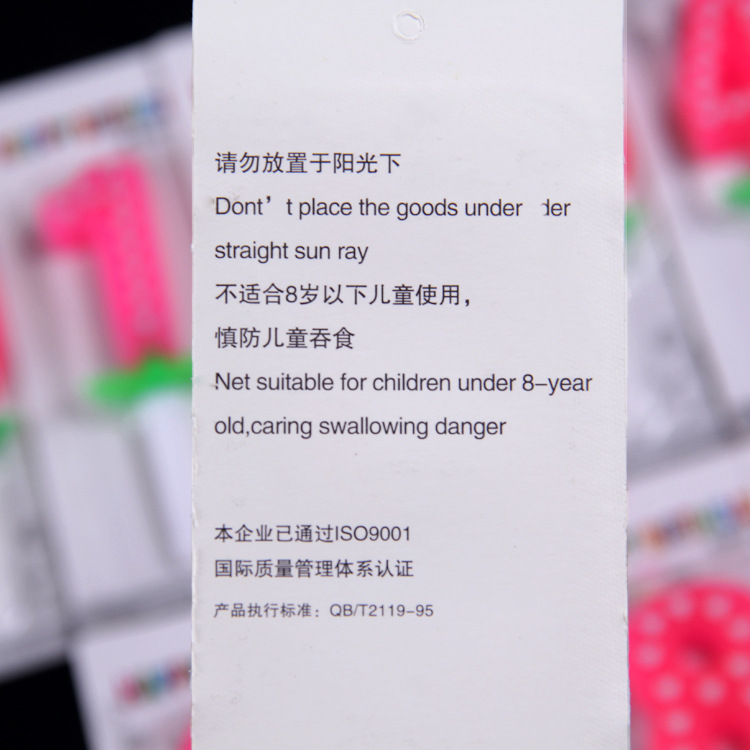 请勿放置于阳光下
Dont’t place the goods under der
straight sun ray
不适合8岁以下儿童使用，
慎防儿童吞食
Net suitable for children under 8-year
old,caring swallowing danger
本企业已通过ISO9001
国际质量管理体系认证
产品执行标准：QB/T2119-95